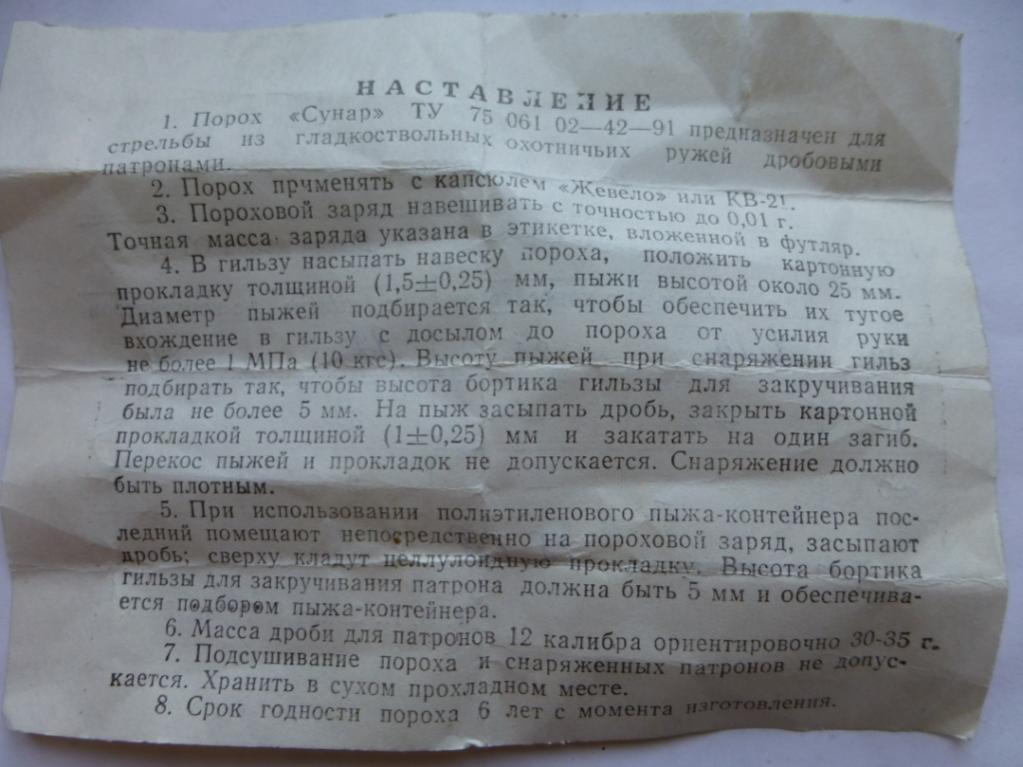 НАСТАВЛЕНИЕ
1. Порох «Сунар» ТУ 75 061 02—42—91 предназначен для
стрельбы из гладкоствольных охотничьих ружей дробовыми
патронами.
2. Порох прчменять с капсюлем «Жевело» или КВ-21.
3. Пороховой заряд навешивать с точностью до 0,01 г.
Точная масса заряда указана в этикетке, вложенной в футляр.
4. В гильзу насыпать навеску пороха, положить картонную
прокладку толщиной (1,5±0,25) мм, пыжи высотой около 25 мм.
Диаметр пыжей подбирается так, чтобы обеспечить их тугое
вхождение в гильзу с досылом до пороха от усилия руки
не более 1 МПа (10 кгс). Высоту пыжей при снаряжении гильз
подбирать так, чтобы высота бортика гильзы для закручивания
была не более 5 мм. На пыж засыпать дробь, закрыть картонной
прокладкой толщиной (1±0,25) мм и закатать на один загиб.
Перекос пыжей и прокладок не допускается. Снаряжение должно
быть плотным.
5. При использовании полиэтиленового пыжа-контейнера пос-
ледний помещают непосредственно на пороховой заряд, засыпают
дробь; сверху кладут целлулоидную прокладку. Высота бортика
гильзы для закручивания патрона должна быть 5 мм и обеспечива-
ется подбором пыжа-контейнера.
6. Масса дроби для патронов 12 калибра ориентировочно 30-35 г.
7. Подсушивание пороха и снаряженных патронов не допус-
кается. Хранить в сухом прохладном месте.
8. Срок годности пороха 6 лет с момента изготовления.